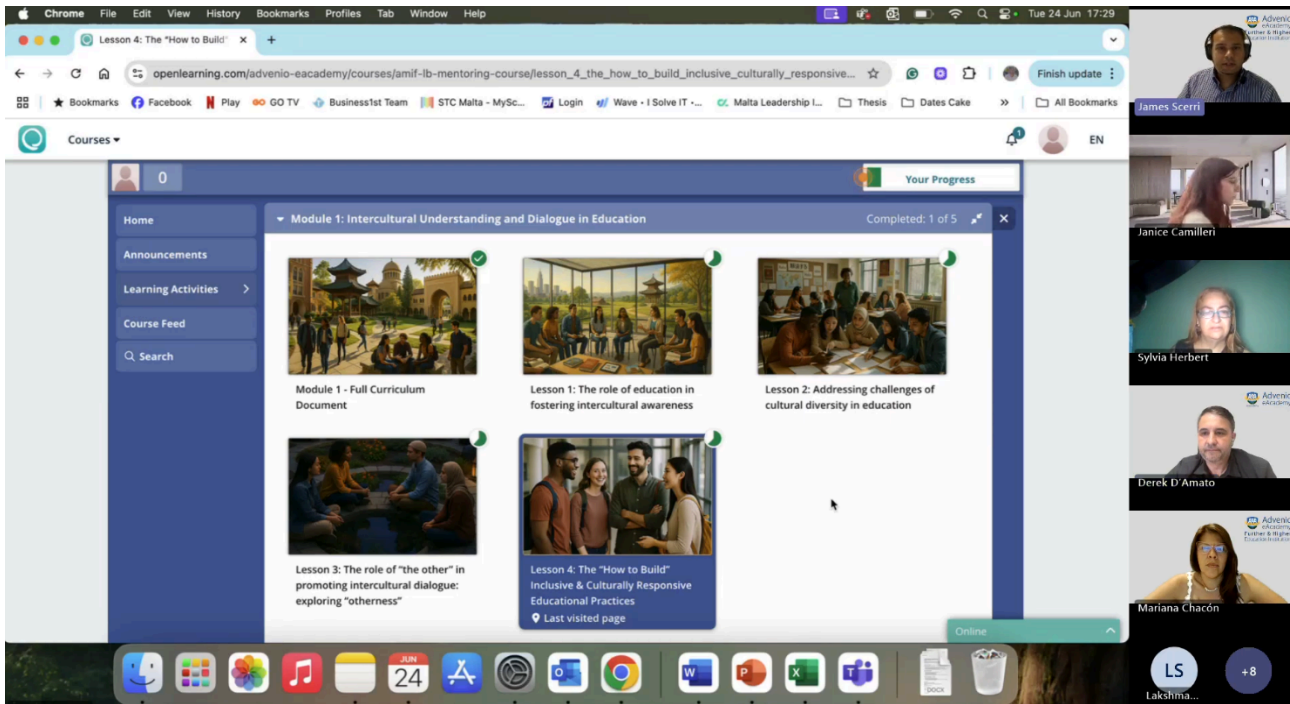 Chrome File Edit View History Bookmarks Profiles Tab Window Help
Tue 24 Jun 17:29
Lesson 4: The "How to Build"
openlearning.com/advenio-eacademy/courses/amif-lb-mentoring-course/lesson_4_the_how_to_build_inclusive_culturally_responsive...
Finish update
Bookmarks Facebook Play GO TV Business1st Team STC Malta - MySc... Login Wave • I Solve IT •... Malta Leadership I... Thesis Dates Cake » All Bookmarks
Courses
1
EN
0
Your Progress
Home
Announcements
Learning Activities
Course Feed
Search
Module 1: Intercultural Understanding and Dialogue in Education
Completed: 1 of 5
Module 1 - Full Curriculum
Document
Lesson 1: The role of education in
fostering intercultural awareness
Lesson 2: Addressing challenges of
cultural diversity in education
Lesson 3: The role of "the other" in
promoting intercultural dialogue:
exploring "otherness"
Lesson 4: The "How to Build"
Inclusive & Culturally Responsive
Educational Practices
Last visited page
Online
JUN
24
DOCX
James Scerri
Janice Camilleri
Sylvia Herbert
Derek D'Amato
Mariana Chacón
LS
Lakshma...
+8